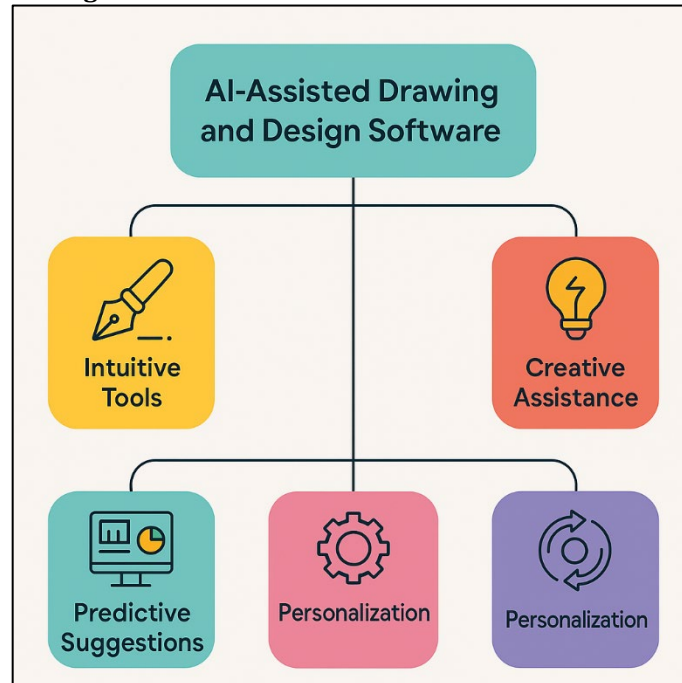 AI-Assisted Drawing
and Design Software
Intuitive
Tools
Creative
Assistance
Predictive
Suggestions
Personalization
Personalization